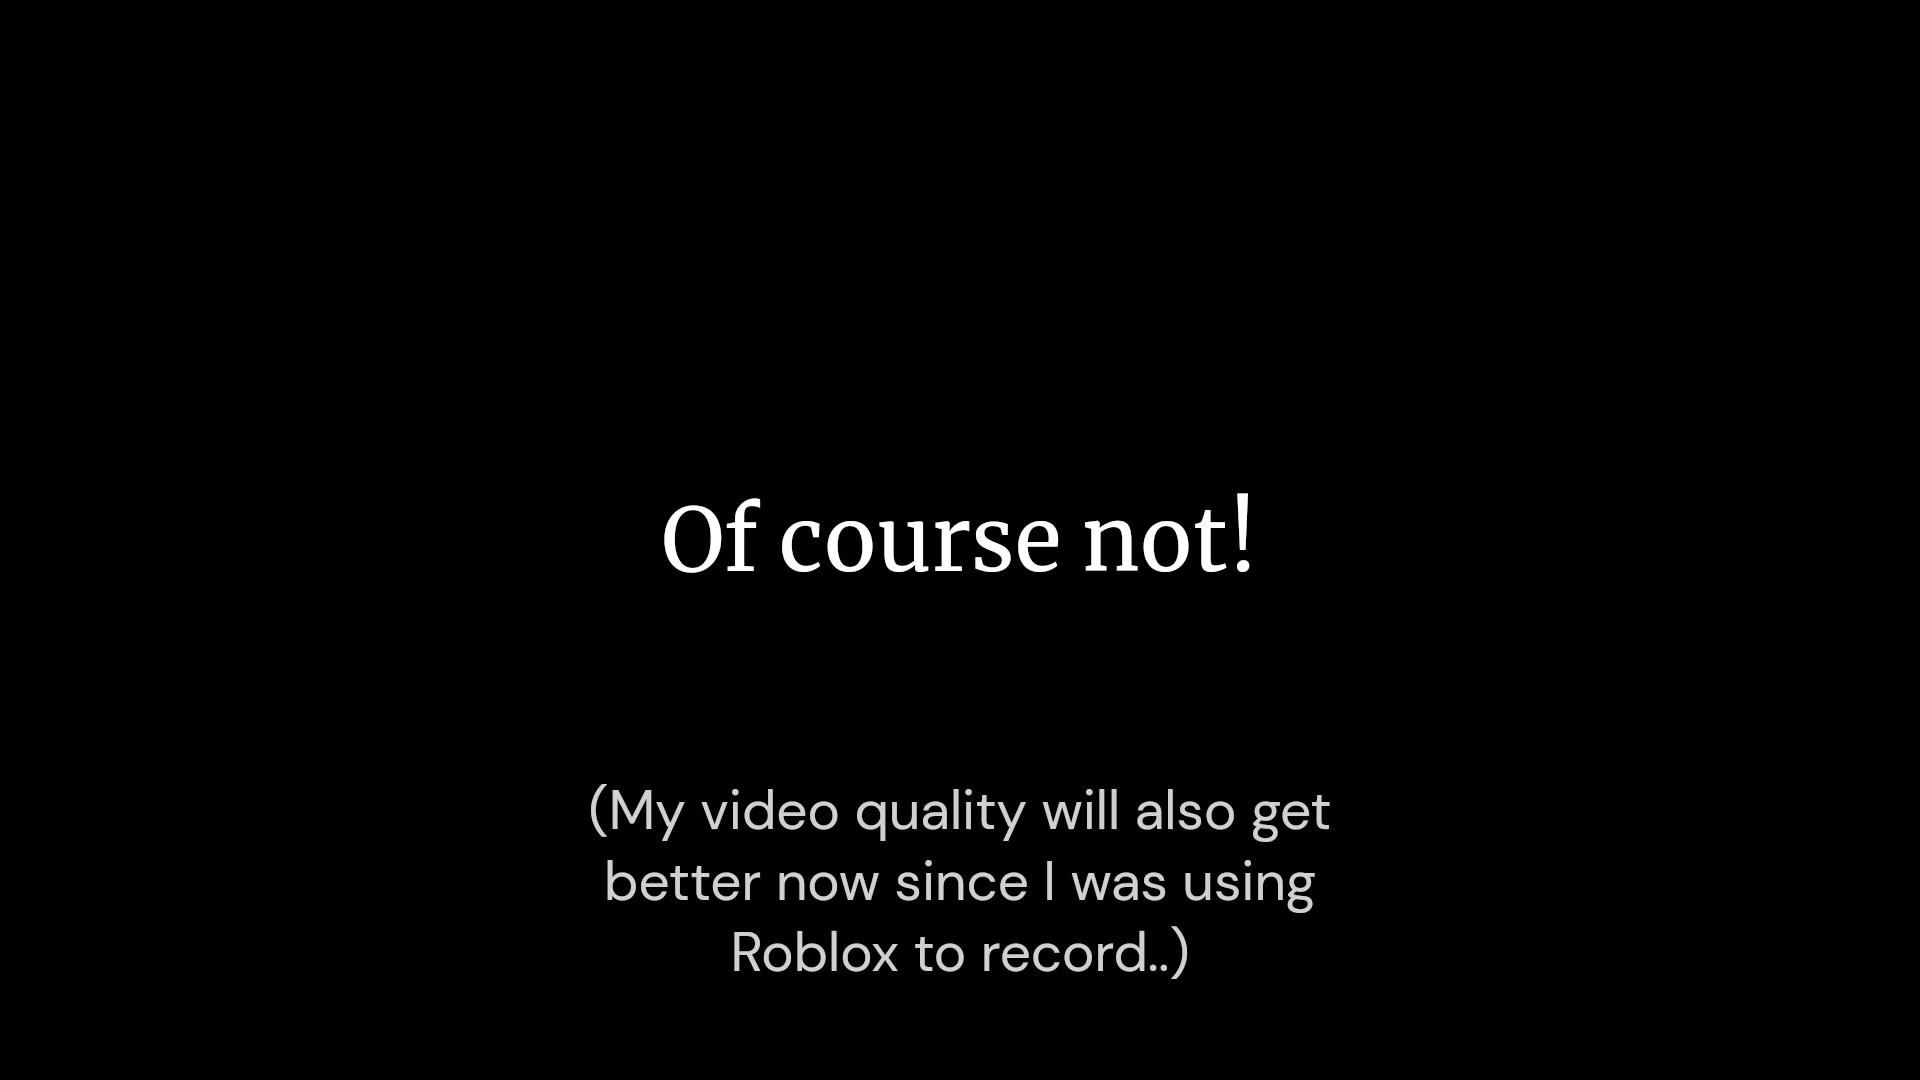 Of course not!
(My video quality will also get
better now since I was using
Roblox to record..)